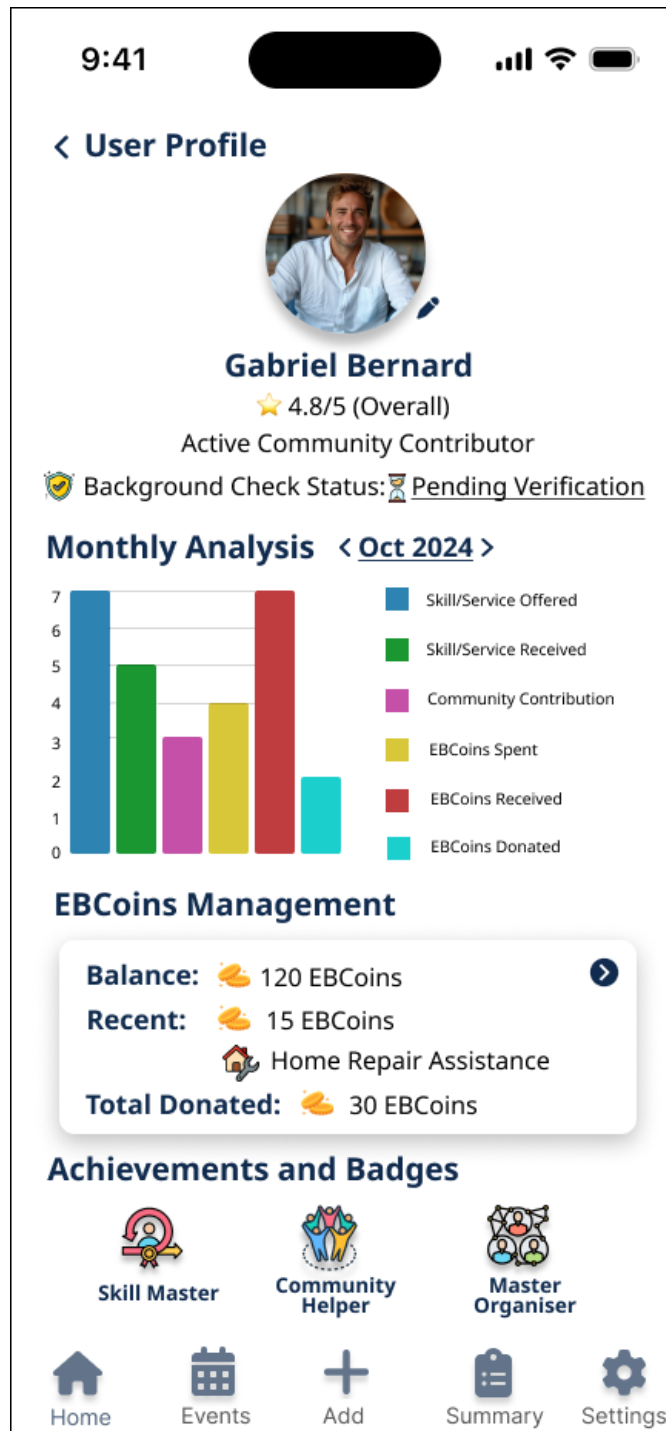 9:41
User Profile
Gabriel Bernard
4.8/5 (Overall)
Active Community Contributor
Background Check Status: Pending Verification
Monthly Analysis < Oct 2024 >
7
6
5
4
3
2
1
0
Skill/Service Offered
Skill/Service Received
Community Contribution
EBCoins Spent
EBCoins Received
EBCoins Donated
EBCoins Management
Balance: 120 EBCoins
Recent: 15 EBCoins
Home Repair Assistance
Total Donated: 30 EBCoins
Achievements and Badges
Skill Master
Community
Helper
Master
Organiser
Home Events Add Summary Settings